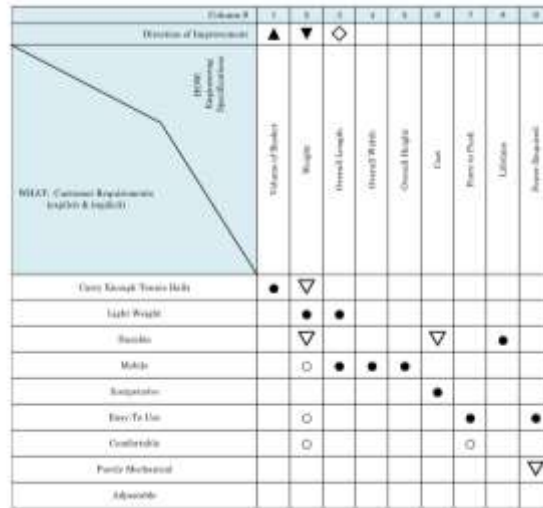 Column #
1 2 3 4 5 6 7 8 9
Direction of Improvement
HOW:
Engineering
Specifications
WHAT: Customer Requirements
(explicit & implicit)
Volume of Basket
Weight
Overall Length
Overall Width
Overall Height
Cost
Force to Push
Lifetime
Power Required
Carry Enough Tennis Balls
Light Weight
Durable
Mobile
Inexpensive
Easy To Use
Comfortable
Purely Mechanical
Adjustable